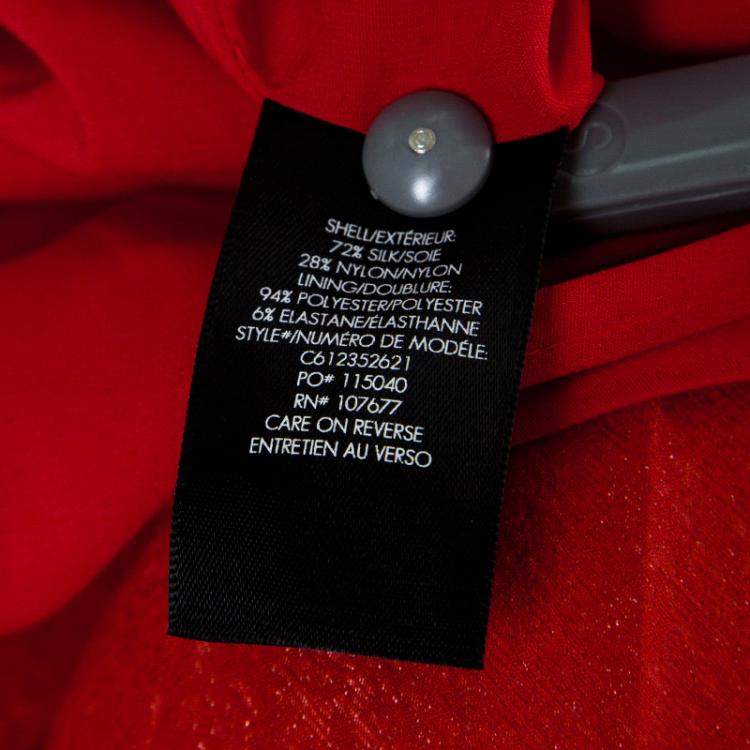 SHELL/EXTÉRIEUR:
72% SILK/SOIE
28% NYLON/NYLON
LINING/DOUBLURE:
94% POLYESTER/POLYESTER
6% ELASTANE/ÉLASTHANNE
STYLE#/NUMÉRO DE MODÉLE:
C612352621
PO# 115040
RN# 107677
CARE ON REVERSE
ENTRETIEN AU VERSO